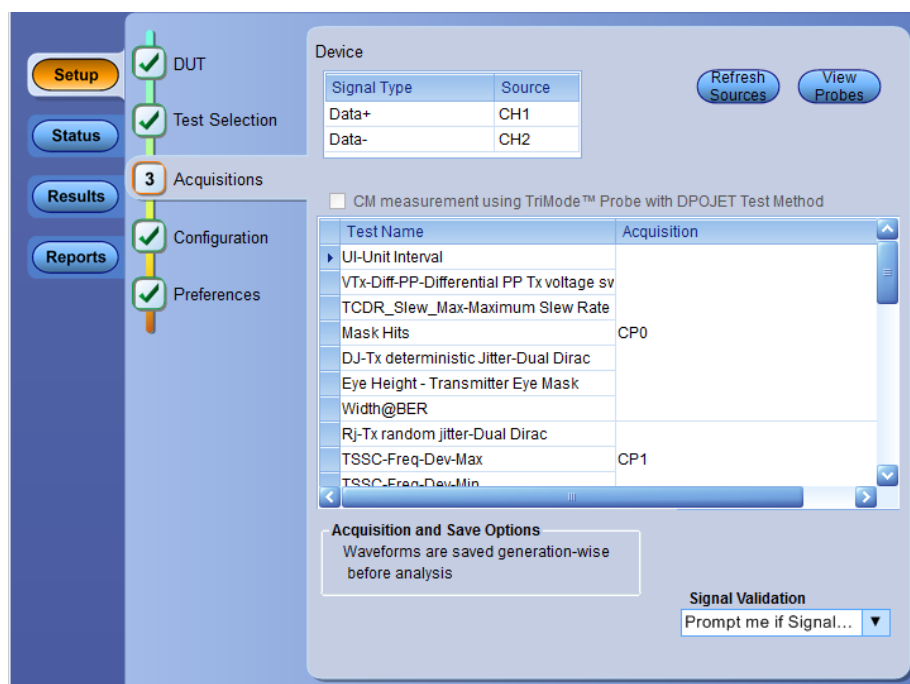 Setup
Status
Results
Reports
DUT
Test Selection
3 Acquisitions
Configuration
Preferences
Device
Signal Type Source
Data+ CH1
Data- CH2
Refresh
Sources
View
Probes
CM measurement using TriMode™ Probe with DPOJET Test Method
Test Name Acquisition
UI-Unit Interval
VTx-Diff-PP-Differential PP Tx voltage sv
TCDR_Slew_Max-Maximum Slew Rate
Mask Hits CP0
DJ-Tx deterministic Jitter-Dual Dirac
Eye Height - Transmitter Eye Mask
Width@BER
Rj-Tx random jitter-Dual Dirac
TSSC-Freq-Dev-Max CP1
TSSC-Freq-Dev-Min
Acquisition and Save Options
Waveforms are saved generation-wise
before analysis
Signal Validation
Prompt me if Signal...